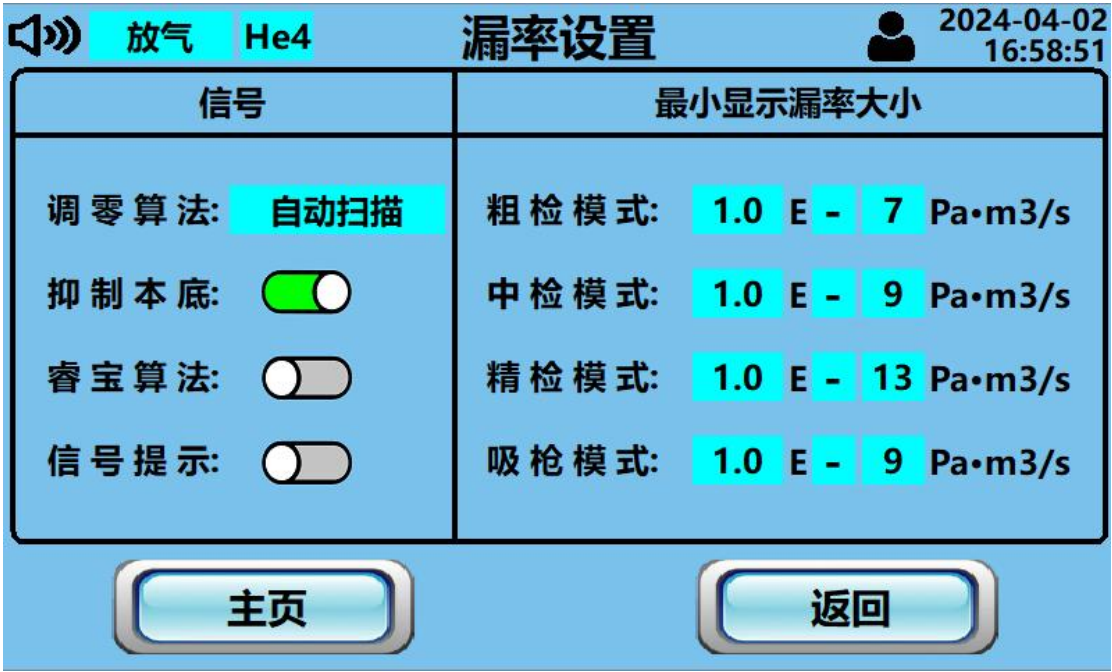 放气 He4 漏率设置 2024-04-02
16:58:51
信号 最小显示漏率大小
调零算法: 自动扫描 粗检模式: 1.0 E - 7 Pa•m3/s
抑制本底: 中检模式: 1.0 E - 9 Pa•m3/s
睿宝算法: 精检模式: 1.0 E - 13 Pa•m3/s
信号提示: 吸枪模式: 1.0 E - 9 Pa•m3/s
主页 返回